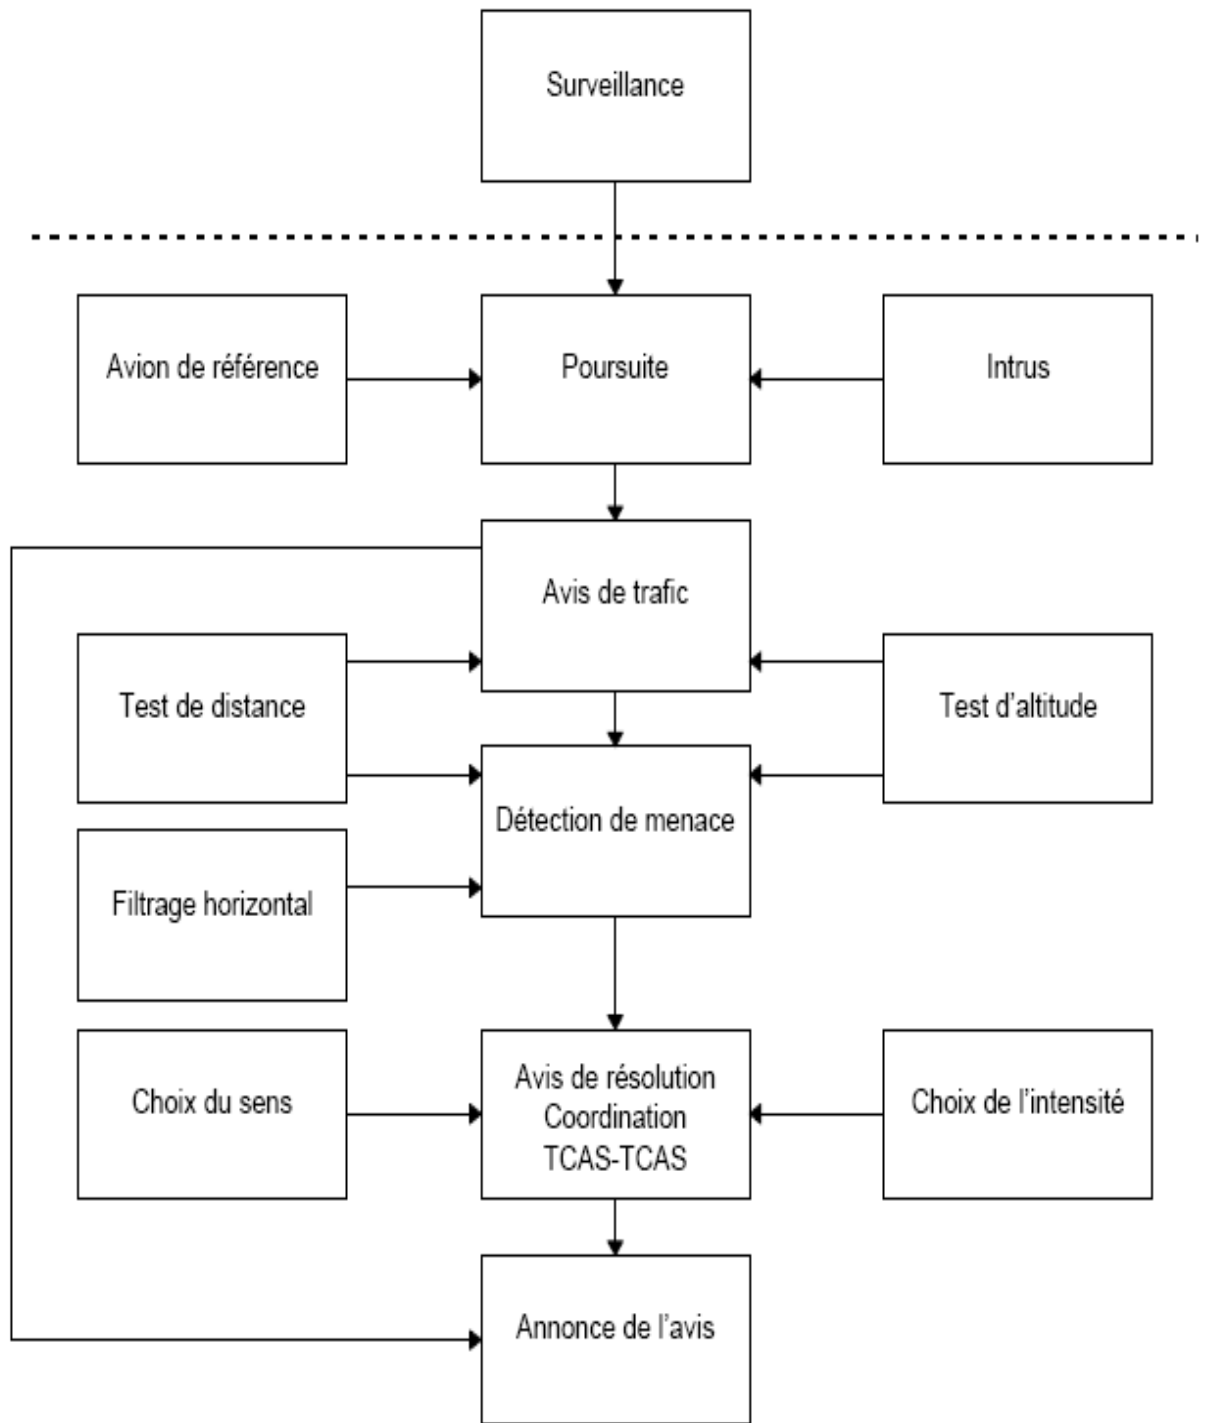 Surveillance
Avion de référence
Poursuite
Intrus
Avis de trafic
Test de distance
Test d'altitude
Détection de menace
Filtrage horizontal
Choix du sens
Avis de résolution
Coordination
TCAS-TCAS
Choix de l'intensité
Annonce de l'avis